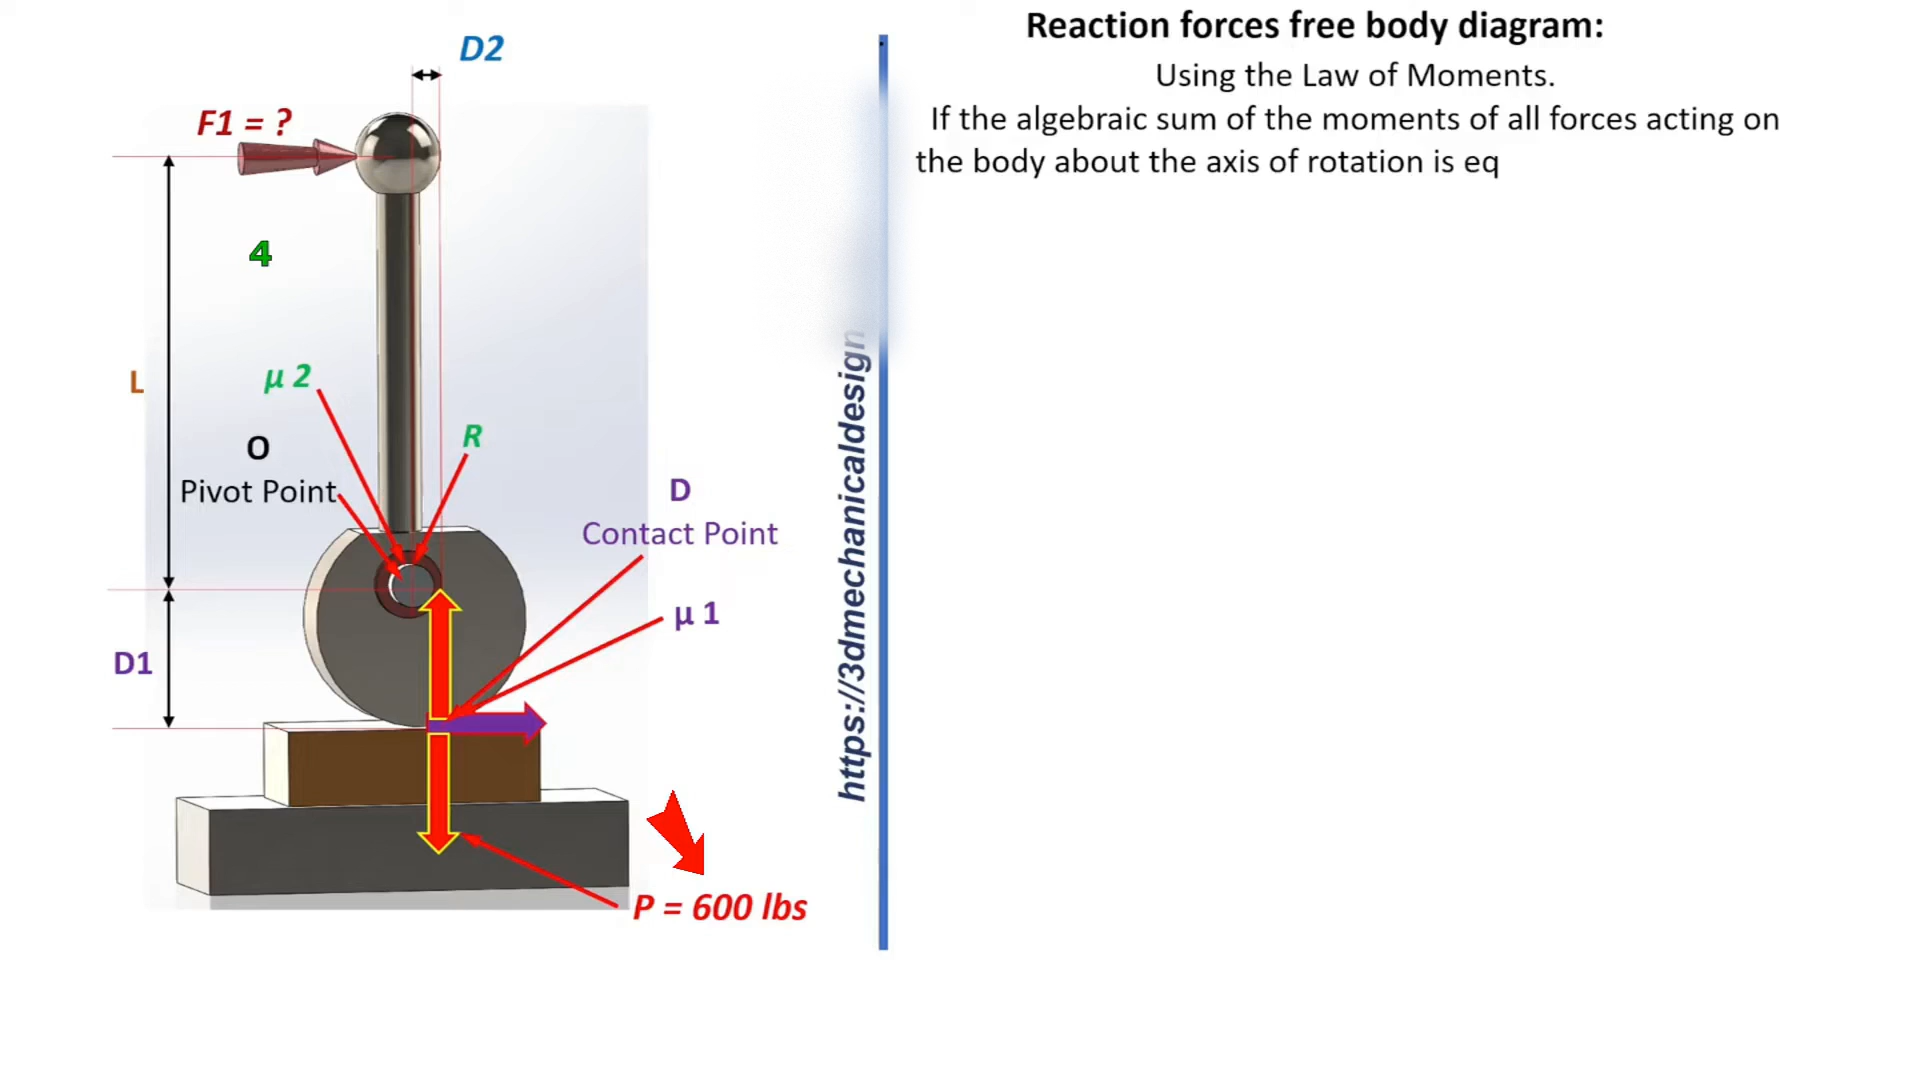 Reaction forces free body diagram:
Using the Law of Moments.
If the algebraic sum of the moments of all forces acting on
the body about the axis of rotation is eq
D2
F1 = ?
4
L
μ 2
R
O
Pivot Point
D
Contact Point
μ 1
D1
P = 600 lbs
https://3dmechanicaldesign